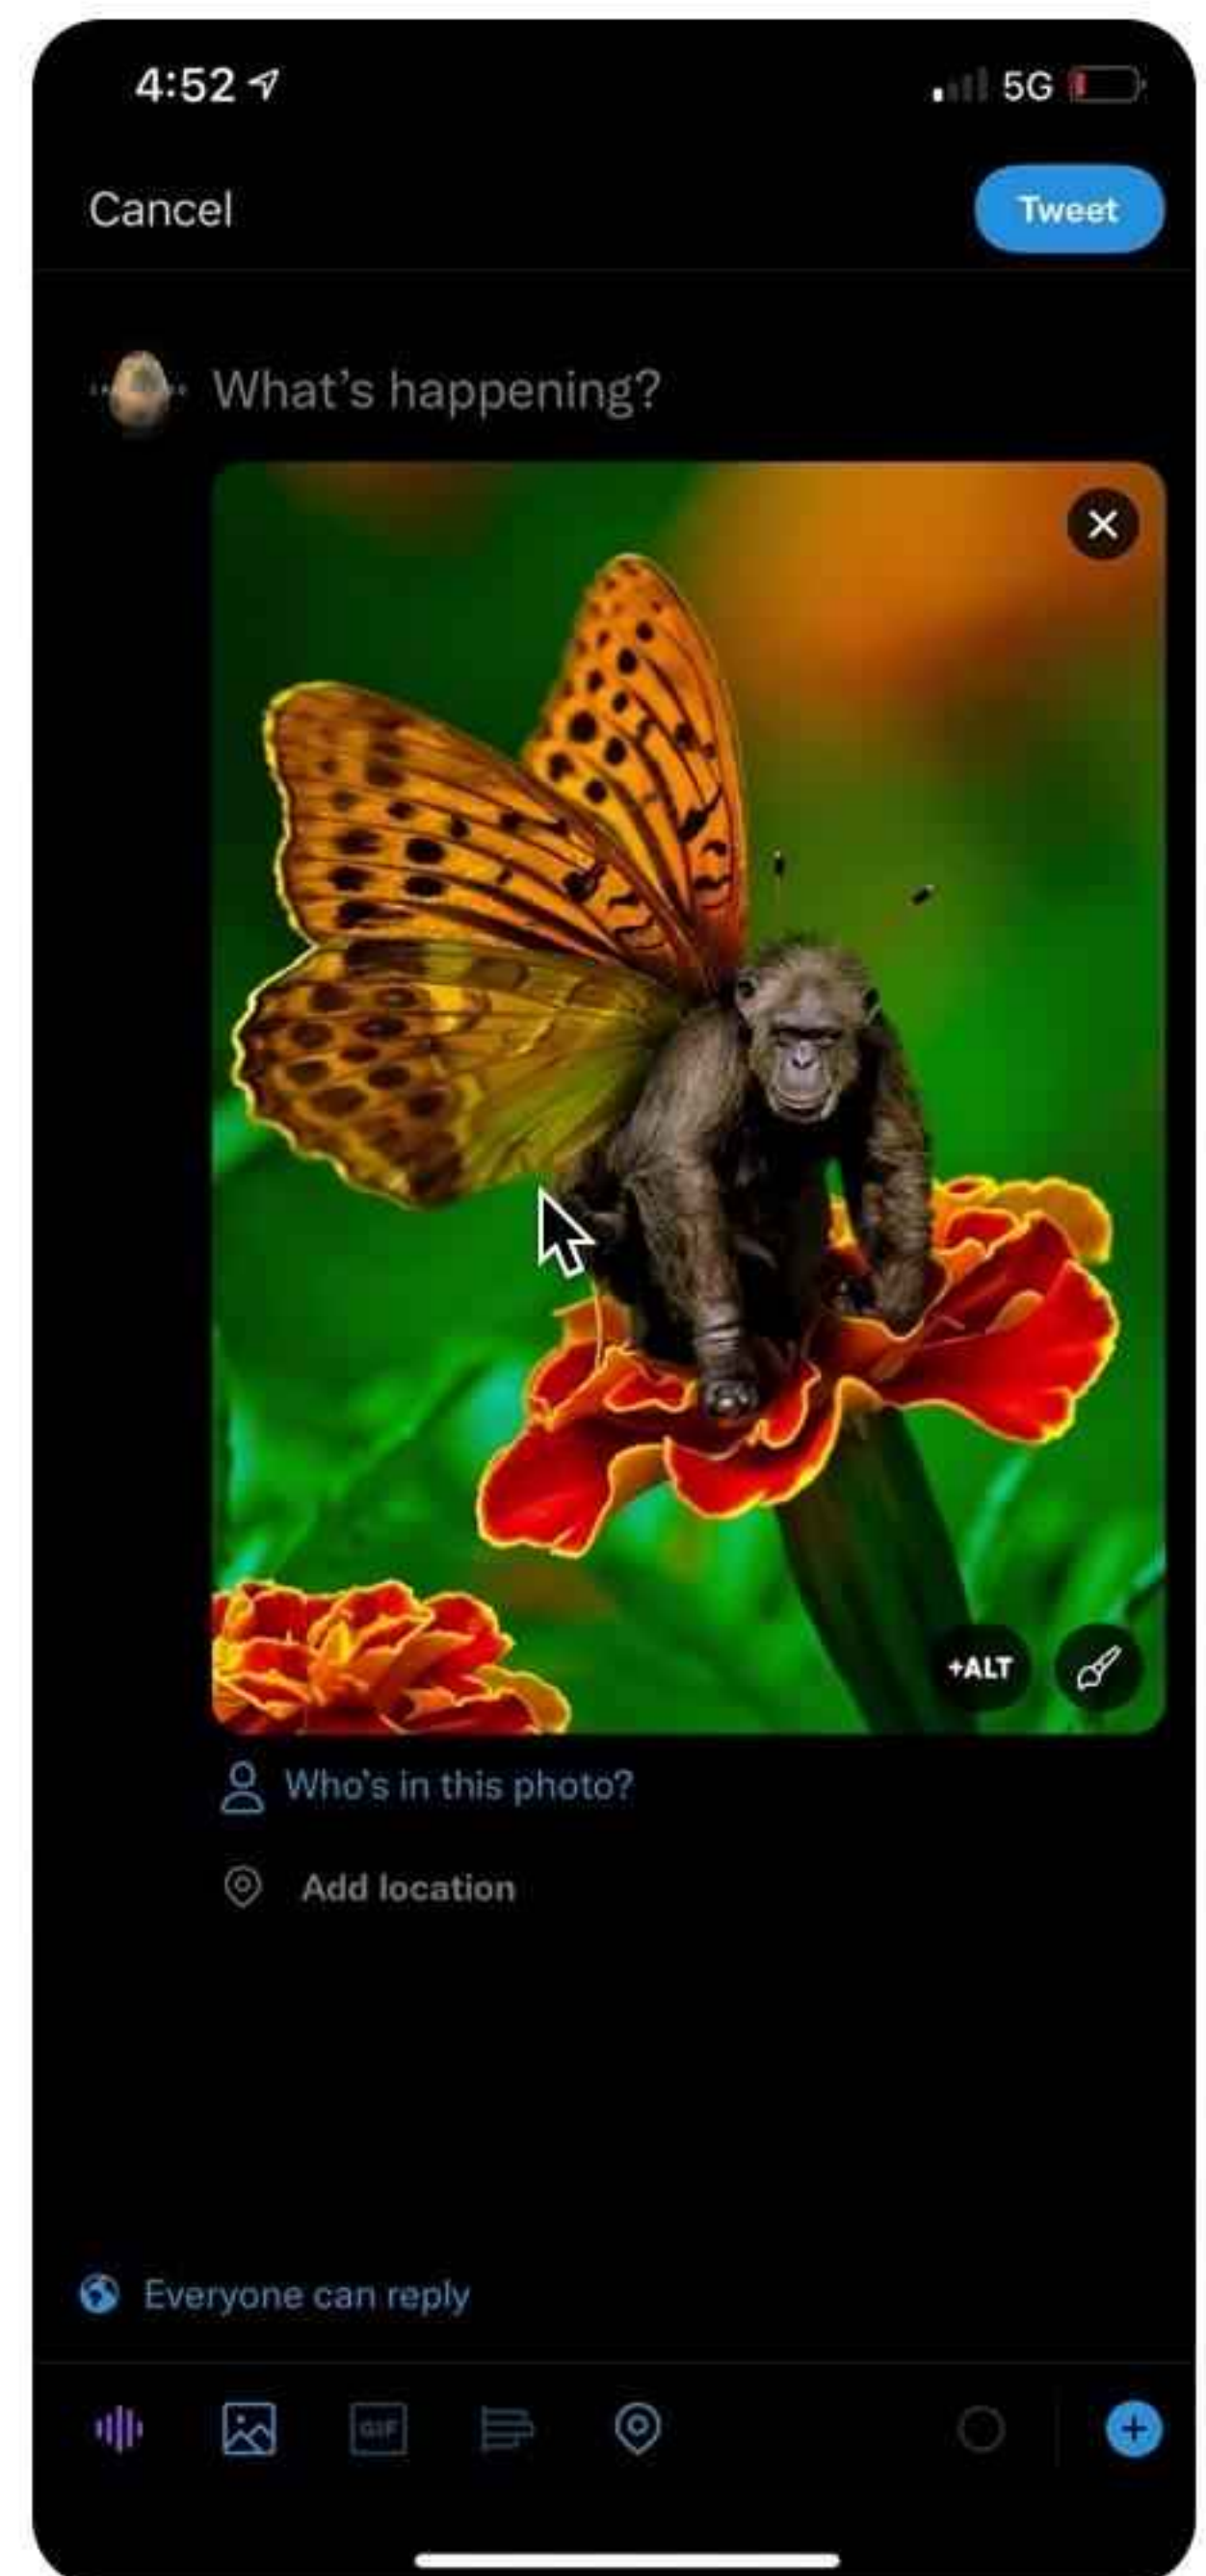 4:52
5G
Cancel
Tweet
What's happening?
+ALT
Who's in this photo?
Add location
Everyone can reply
GIF